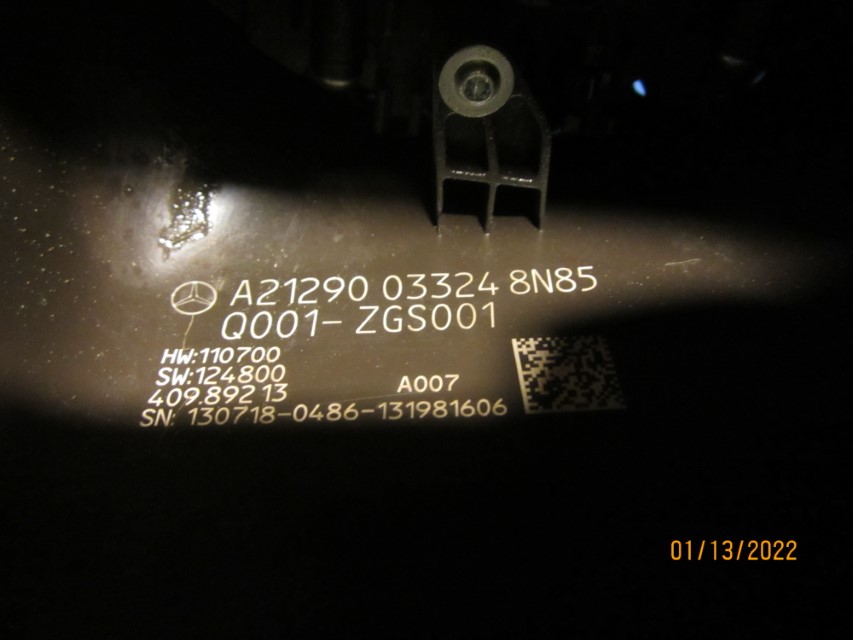 A21290 03324 8N85
Q001-ZGS001
HW:110700
SW:124800
409.892 13
A007
SN: 130718-0486-131981606
01/13/2022